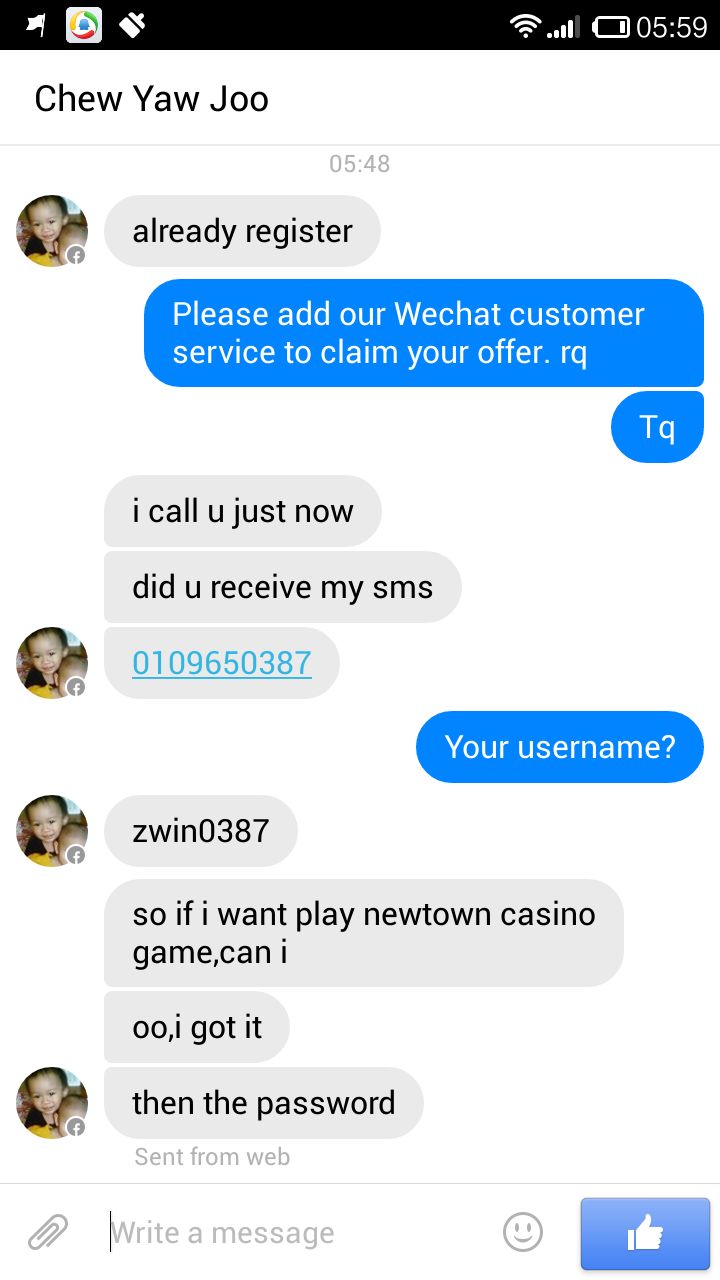 05:59
Chew Yaw Joo
05:48
already register
Please add our Wechat customer
service to claim your offer. rq
Tq
i call u just now
did u receive my sms
0109650387
Your username?
zwin0387
so if i want play newtown casino
game,can i
oo,i got it
then the password
Sent from web
Write a message